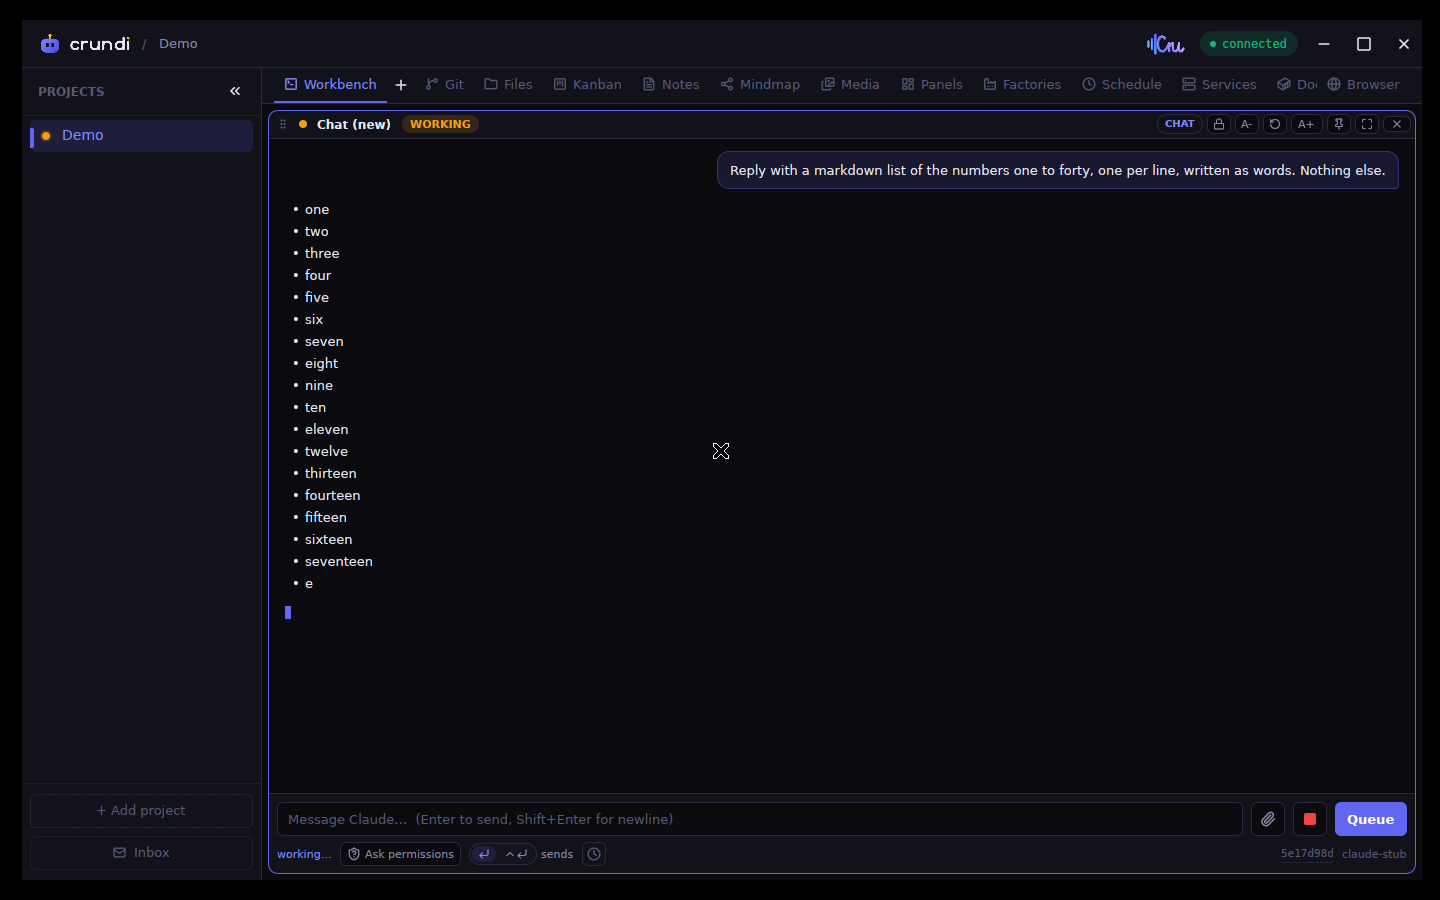 crundi / Demo
Cru
connected
PROJECTS
Workbench + Git Files Kanban Notes Mindmap Media Panels Factories Schedule Services Do Browser
Demo
Chat (new) WORKING CHAT A- A+
Reply with a markdown list of the numbers one to forty, one per line, written as words. Nothing else.
• one
• two
• three
• four
• five
• six
• seven
• eight
• nine
• ten
• eleven
• twelve
• thirteen
• fourteen
• fifteen
• sixteen
• seventeen
• e
+ Add project
Inbox
Message Claude... (Enter to send, Shift+Enter for newline)
Queue
working... Ask permissions sends 5e17d98d claude-stub